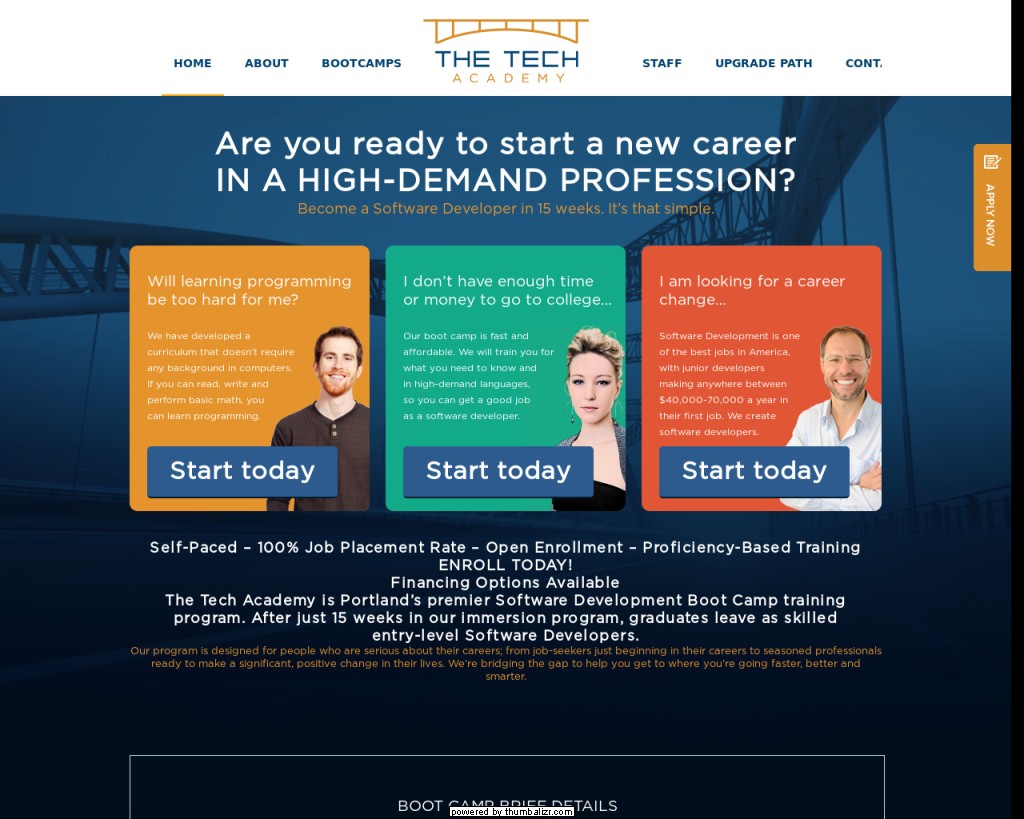 HOME
ABOUT
BOOTCAMPS
THE TECH
ACADEMY
STAFF
UPGRADE PATH
CONT
Are you ready to start a new career
IN A HIGH-DEMAND PROFESSION?
Become a Software Developer in 15 weeks. It's that simple.
APPLY NOW
Will learning programming
be too hard for me?
We have developed a
curriculum that doesn't require
any background in computers.
If you can read, write and
perform basic math, you
can learn programming.
Start today
I don't have enough time
or money to go to college...
Our boot camp is fast and
affordable. We will train you for
what you need to know and
in high-demand languages,
so you can get a good job
as a software developer.
Start today
I am looking for a career
change...
Software Development is one
of the best jobs in America,
with junior developers
making anywhere between
$40,000-70,000 a year in
their first job. We create
software developers.
Start today
Self-Paced – 100% Job Placement Rate – Open Enrollment – Proficiency-Based Training
ENROLL TODAY!
Financing Options Available
The Tech Academy is Portland's premier Software Development Boot Camp training
program. After just 15 weeks in our immersion program, graduates leave as skilled
entry-level Software Developers.
Our program is designed for people who are serious about their careers; from job-seekers just beginning in their careers to seasoned professionals
ready to make a significant, positive change in their lives. We're bridging the gap to help you get to where you're going faster, better and
smarter.
BOOT CAMP BRIEF DETAILS
powered by thumbalizr.com